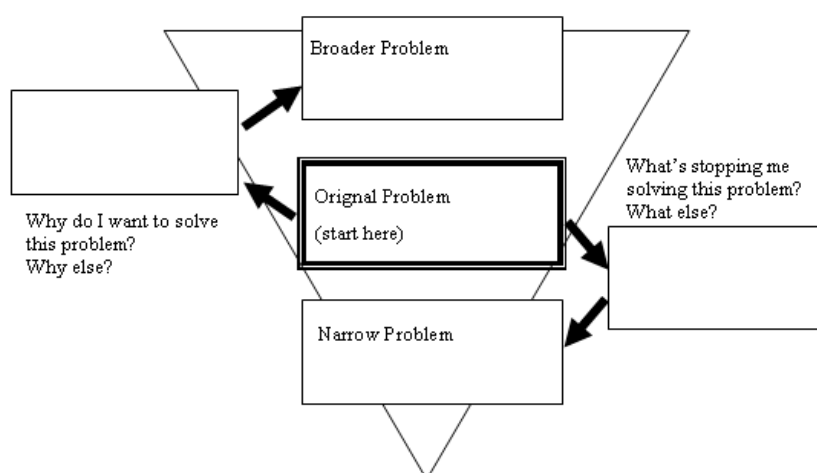 Broader Problem
What's stopping me
solving this problem?
What else?
Orignal Problem
(start here)
Why do I want to solve
this problem?
Why else?
Narrow Problem